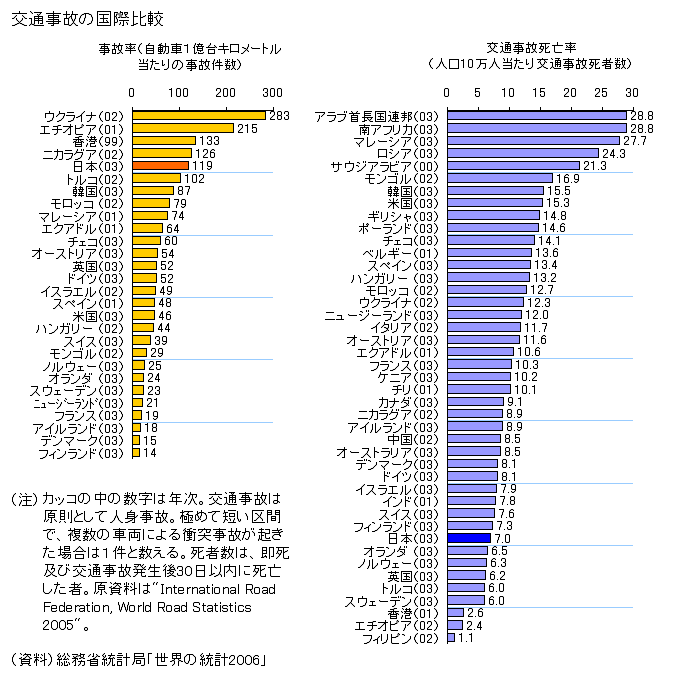 交通事故の国際比較
事故率(自動車1億台キロメートル
当たりの事故件数)
0 100 200 300
ウクライナ(02) 283
エチオピア(01) 215
香港(99) 133
ニカラグア(02) 126
日本(03) 119
トルコ(02) 102
韓国(03) 87
モロッコ(02) 79
マレーシア(01) 74
エクアドル(01) 64
チェコ(03) 60
オーストリア(03) 54
英国(03) 52
ドイツ(03) 52
イスラエル(02) 49
スペイン(01) 48
米国(03) 46
ハンガリー(02) 44
スイス(03) 39
モンゴル(02) 29
ノルウェー(03) 25
オランダ(03) 24
スウェーデン(03) 23
ニュージーランド(03) 21
フランス(03) 19
アイルランド(03) 18
デンマーク(03) 15
フィンランド(03) 14
交通事故死亡率
(人口10万人当たり交通事故死者数)
0 5 10 15 20 25 30
アラブ首長国連邦(03) 28.8
南アフリカ(03) 28.8
マレーシア(03) 27.7
ロシア(03) 24.3
サウジアラビア(00) 21.3
モンゴル(02) 16.9
韓国(03) 15.5
米国(03) 15.3
ギリシャ(03) 14.8
ポーランド(03) 14.6
チェコ(03) 14.1
ベルギー(01) 13.6
スペイン(03) 13.4
ハンガリー(03) 13.2
モロッコ(02) 12.7
ウクライナ(02) 12.3
ニュージーランド(03) 12.0
イタリア(02) 11.7
オーストリア(03) 11.6
エクアドル(01) 10.6
フランス(03) 10.3
ケニア(03) 10.2
チリ(01) 10.1
カナダ(03) 9.1
ニカラグア(02) 8.9
アイルランド(03) 8.9
中国(02) 8.5
オーストラリア(03) 8.5
デンマーク(03) 8.1
ドイツ(03) 8.1
イスラエル(03) 7.9
インド(01) 7.8
スイス(03) 7.6
フィンランド(03) 7.3
日本(03) 7.0
オランダ(03) 6.5
ノルウェー(03) 6.3
英国(03) 6.2
トルコ(03) 6.0
スウェーデン(03) 6.0
香港(01) 2.6
エチオピア(02) 2.4
フィリピン(02) 1.1
(注)カッコの中の数字は年次。交通事故は
原則として人身事故。極めて短い区間
で、複数の車両による衝突事故が起き
た場合は1件と数える。死者数は、即死
及び交通事故発生後30日以内に死亡
した者。原資料は“International Road
Federation, World Road Statistics
2005“。
(資料)総務省統計局「世界の統計2006」